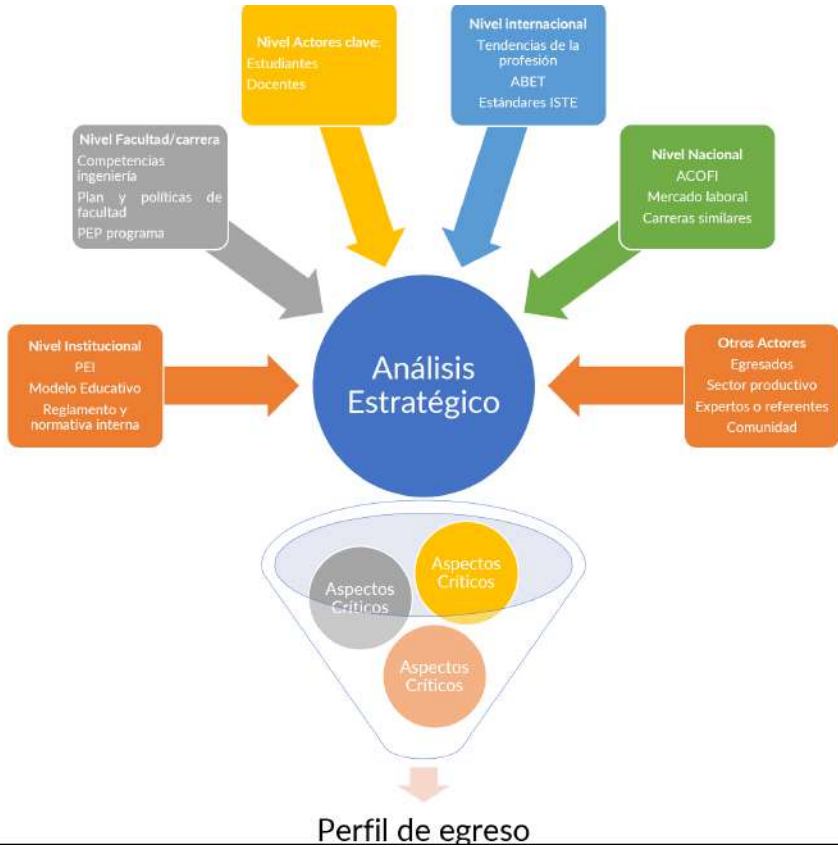 Nivel Actores clave:
Estudiantes
Docentes
Nivel internacional
Tendencias de la
profesión
ABET
Estándares ISTE
Nivel Facultad/carrera
Competencias
ingeniería
Plan y políticas de
facultad
PEP programa
Nivel Nacional
ACOFI
Mercado laboral
Carreras similares
Nivel Institucional
PEI
Modelo Educativo
Reglamento y
normativa interna
Análisis
Estratégico
Otros Actores
Egresados
Sector productivo
Expertos o referentes
Comunidad
Aspectos
Críticos
Aspectos
Críticos
Aspectos
Críticos
Perfil de egreso